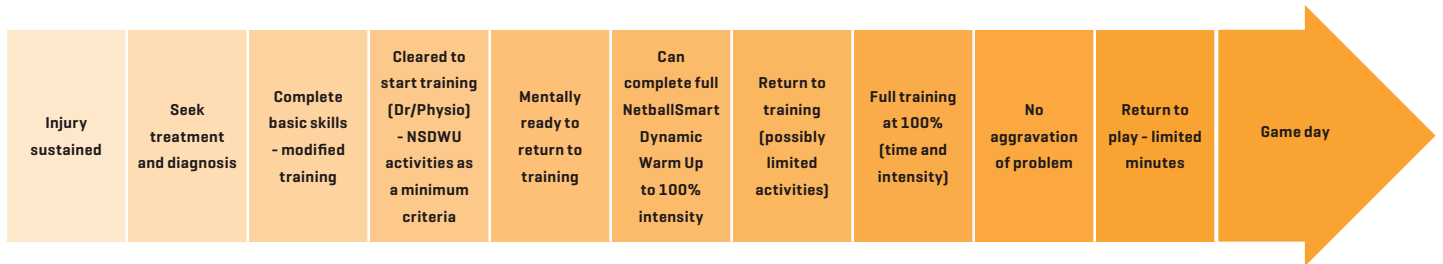 Injury
sustained
Seek
treatment
and diagnosis
Complete
basic skills
- modified
training
Cleared to
start training
(Dr/Physio)
- NSDWU
activities as
a minimum
criteria
Mentally
ready to
return to
training
Can
complete full
NetballSmart
Dynamic
Warm Up
to 100%
intensity
Return to
training
(possibly
limited
activities)
Full training
at 100%
(time and
intensity)
No
aggravation
of problem
Return to
play - limited
minutes
Game day